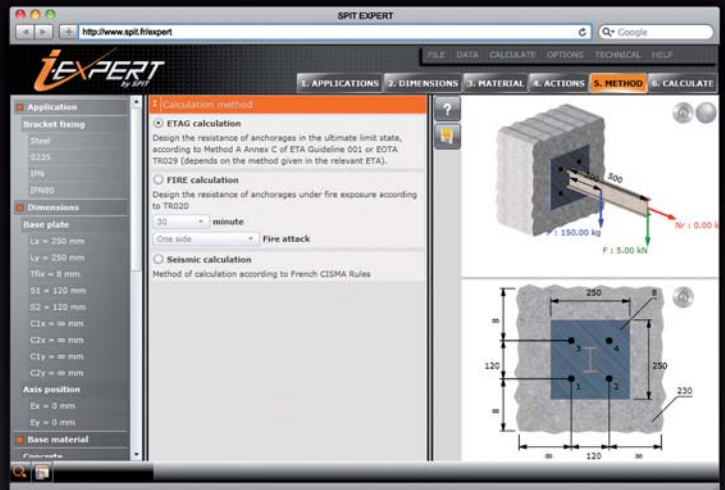 SPIT EXPERT
http://www.spit.fr/expert
Google
i-EXPERT
by SPIT
FILE DATA CALCULATE OPTIONS TECHNICAL HELP
1. APPLICATIONS
2. DIMENSIONS
3. MATERIAL
4. ACTIONS
5. METHOD
6. CALCULATE
Application
Bracket fixing
Steel
S235
IPN
IPN80
Dimensions
Base plate
Lx = 250 mm
Ly = 250 mm
Tfix = 8 mm
S1 = 120 mm
S2 = 120 mm
C1x = ∞ mm
C2x = ∞ mm
C1y = ∞ mm
C2y = ∞ mm
Axis position
Ex = 0 mm
Ey = 0 mm
Base material
Concrete
Calculation method
ETAG calculation
Design the resistance of anchorages in the ultimate limit state,
according to Method A Annex C of ETA Guideline 001 or EOTA
TR029 (depends on the method given in the relevant ETA).
FIRE calculation
Design the resistance of anchorages under fire exposure according
to TR020
30 minute
One side Fire attack
Seismic calculation
Method of calculation according to French CISMA Rules
?
500
P : 150.00 kg
Nr : 0.00 k
F : 5.00 kN
250
8
∞
3 4
120
250
1 2
∞
230
∞ 120 ∞